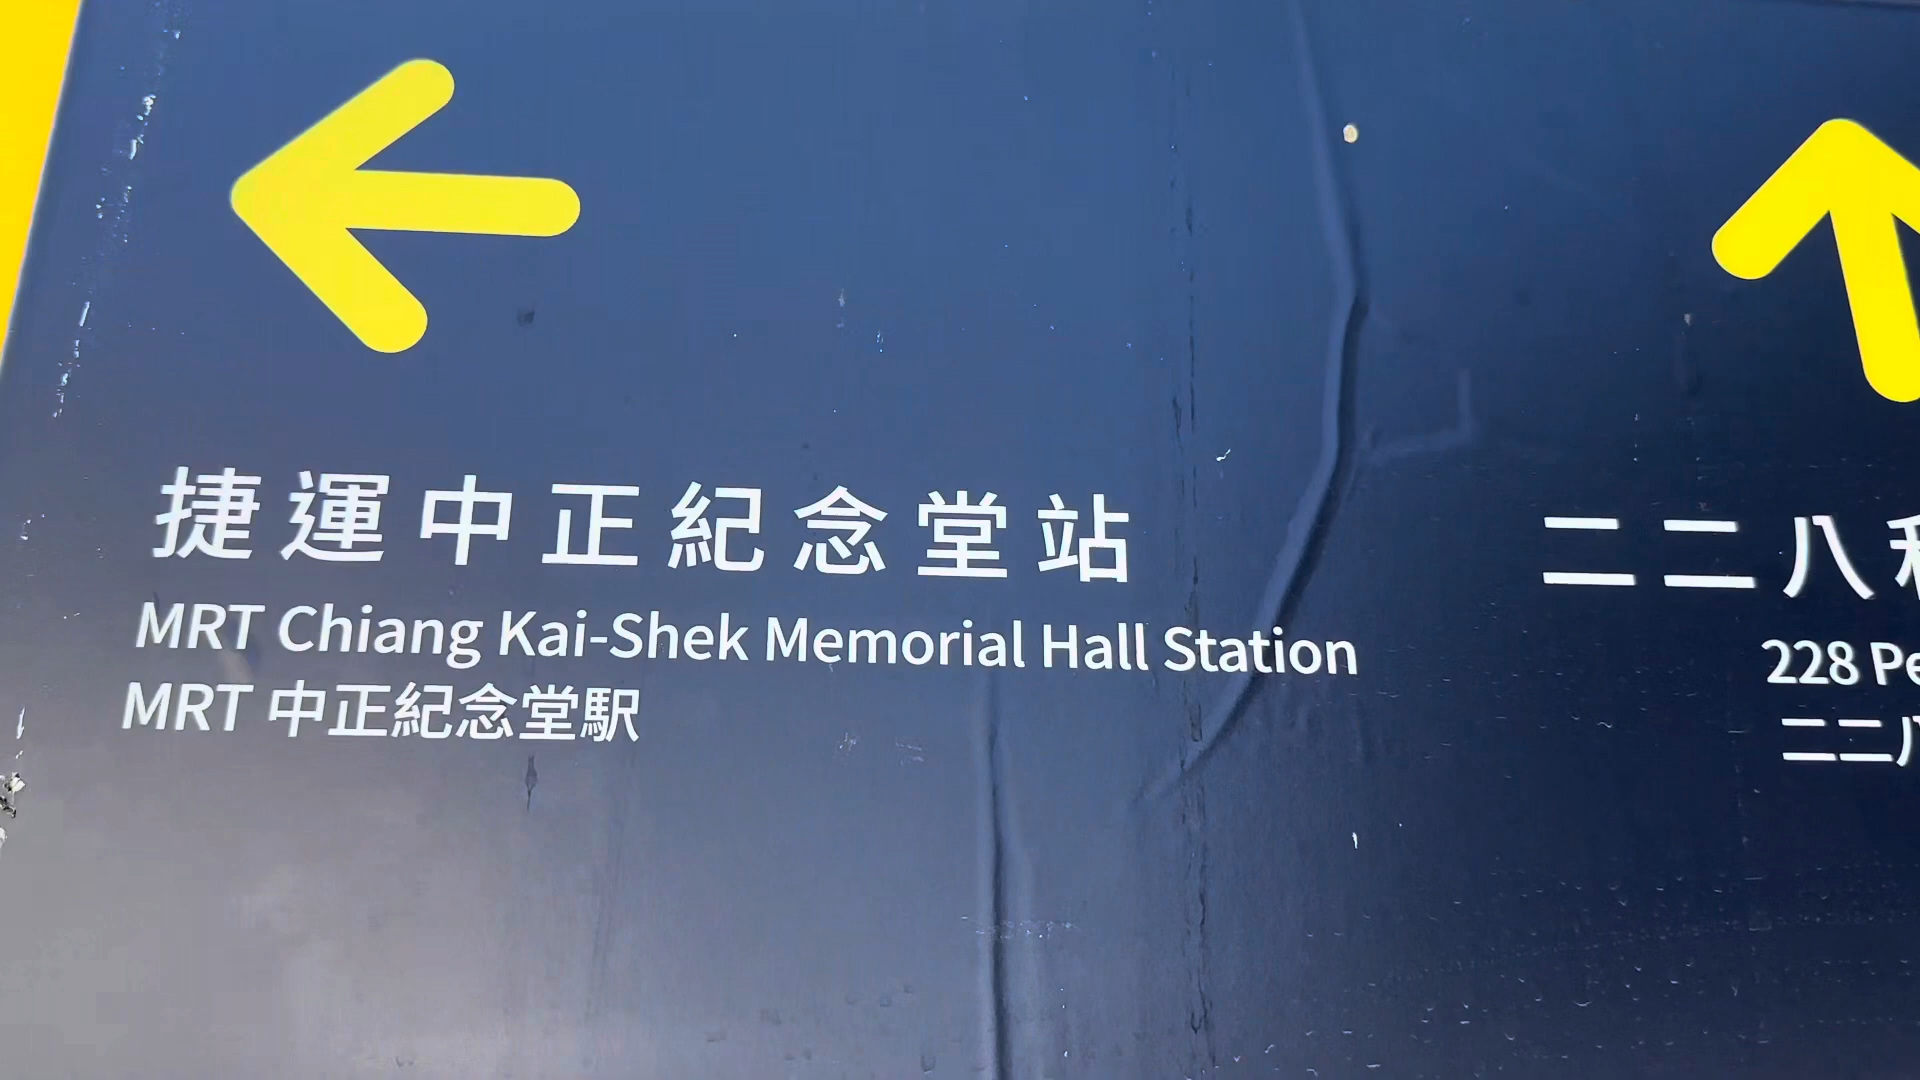 捷運中正紀念堂站
MRT Chiang Kai-Shek Memorial Hall Station
MRT 中正紀念堂駅
二二八
228
二二八